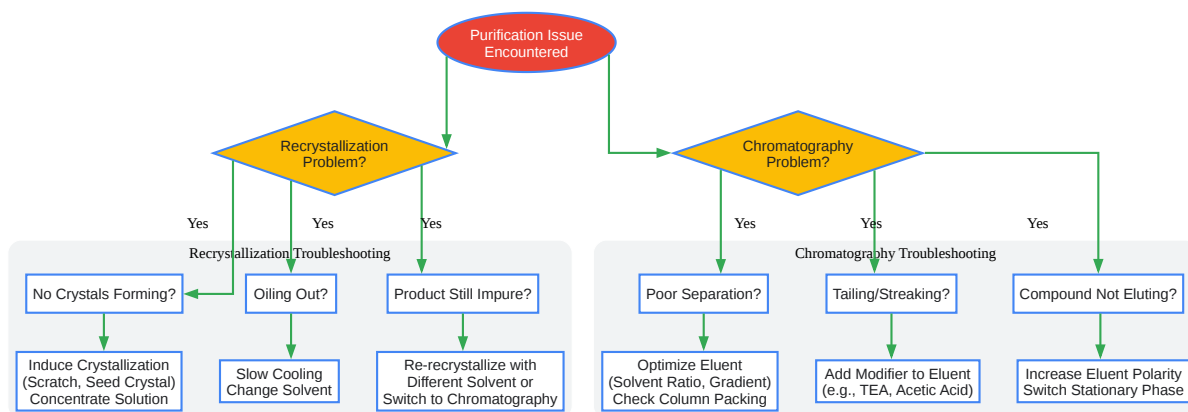 Purification Issue
Encountered
Recrystallization
Problem?
Chromatography
Problem?
Yes
Yes
Yes
Yes
Yes
Yes
Recrystallization Troubleshooting
Chromatography Troubleshooting
No Crystals Forming?
Oiling Out?
Product Still Impure?
Poor Separation?
Tailing/Streaking?
Compound Not Eluting?
Induce Crystallization
(Scratch, Seed Crystal)
Concentrate Solution
Slow Cooling
Change Solvent
Re-recrystallize with
Different Solvent or
Switch to Chromatography
Optimize Eluent
(Solvent Ratio, Gradient)
Check Column Packing
Add Modifier to Eluent
(e.g., TEA, Acetic Acid)
Increase Eluent Polarity
Switch Stationary Phase